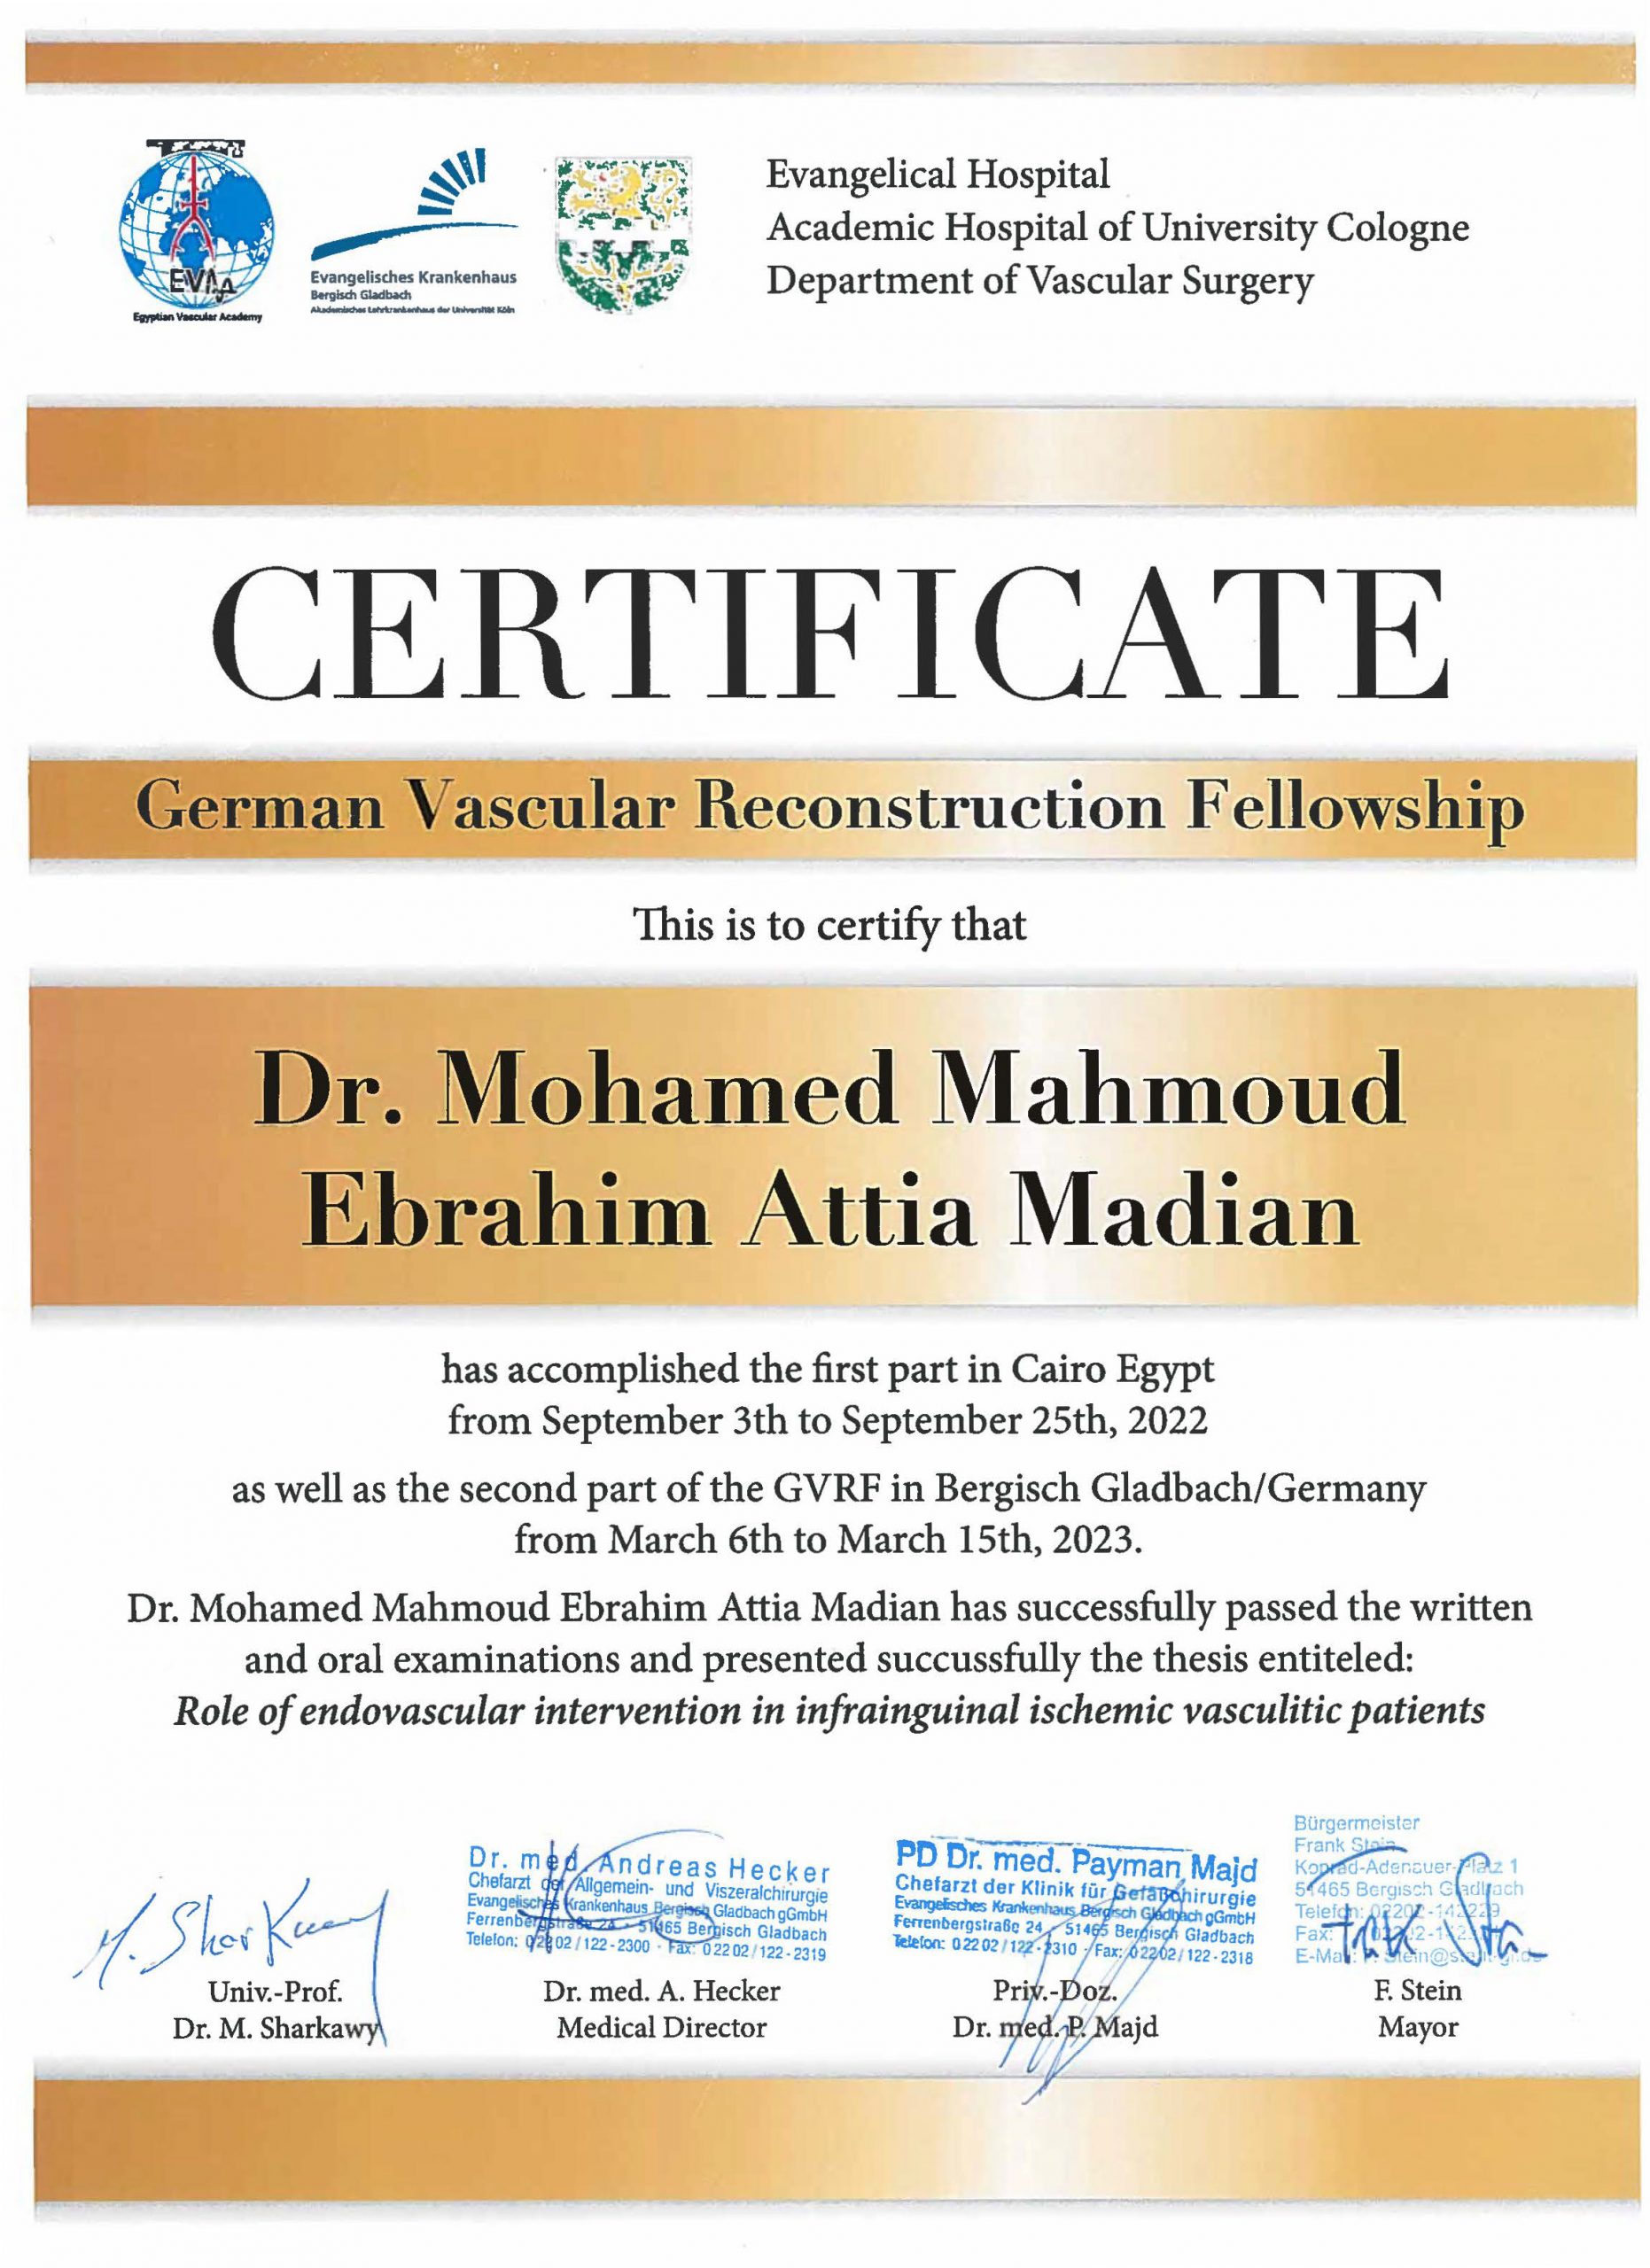 EVA
Egyptian Vascular Academy
Evangelisches Krankenhaus
Bergisch Gladbach
Akademisches Lehrkrankenhaus der Universität Köln
Evangelical Hospital
Academic Hospital of University Cologne
Department of Vascular Surgery
CERTIFICATE
German Vascular Reconstruction Fellowship
This is to certify that
Dr. Mohamed Mahmoud
Ebrahim Attia Madian
has accomplished the first part in Cairo Egypt
from September 3th to September 25th, 2022
as well as the second part of the GVRF in Bergisch Gladbach/Germany
from March 6th to March 15th, 2023.
Dr. Mohamed Mahmoud Ebrahim Attia Madian has successfully passed the written
and oral examinations and presented succussfully the thesis entiteled:
Role of endovascular intervention in infrainguinal ischemic vasculitic patients
M. Sharkawy
Univ.-Prof.
Dr. M. Sharkawy
Dr. med. Andreas Hecker
Chefarzt der Allgemein- und Viszeralchirurgie
Evangelisches Krankenhaus Bergisch Gladbach gGmbH
Ferrenbergstraße 24 - 51465 Bergisch Gladbach
Telefon: 02202/122-2300 - Fax: 02202/122-2319
Dr. med. A. Hecker
Medical Director
PD Dr. med. Payman Majd
Chefarzt der Klinik für Gefäßchirurgie
Evangelisches Krankenhaus Bergisch Gladbach gGmbH
Ferrenbergstraße 24 51465 Bergisch Gladbach
Telefon: 02202/122-2310 - Fax: 02202/122-2318
Priv.-Doz.
Dr. med. P. Majd
Bürgermeister
Frank Stein
Konrad-Adenauer-Platz 1
51465 Bergisch Gladbach
Telefon: 02202-142229
Fax:
E-Mail:
F. Stein
Mayor